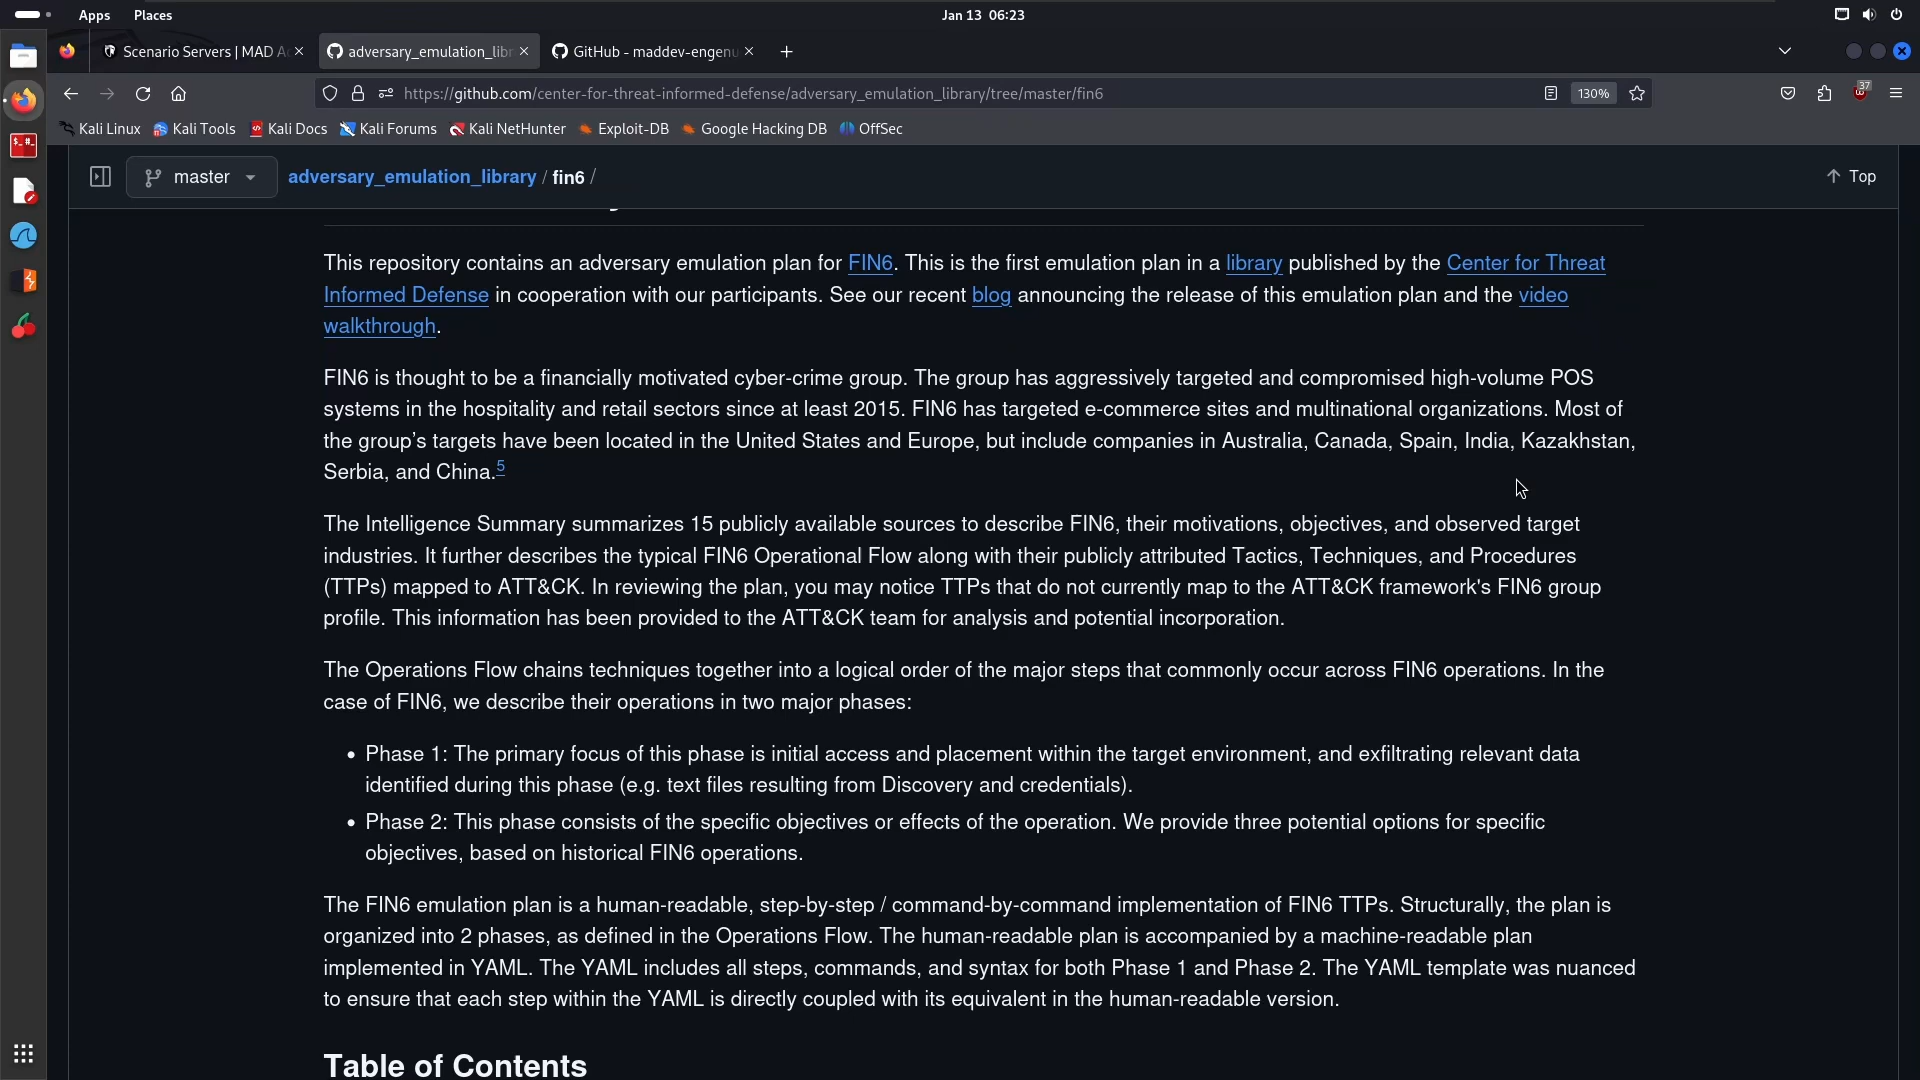 Apps Places Jan 13 06:23
Scenario Servers | MAD A adversary_emulation_libr GitHub - maddev-engenu
https://github.com/center-for-threat-informed-defense/adversary_emulation_library/tree/master/fin6 130% 37
Kali Linux Kali Tools Kali Docs Kali Forums Kali NetHunter Exploit-DB Google Hacking DB OffSec
master adversary_emulation_library / fin6 / Top
This repository contains an adversary emulation plan for FIN6. This is the first emulation plan in a library published by the Center for Threat
Informed Defense in cooperation with our participants. See our recent blog announcing the release of this emulation plan and the video
walkthrough.
FIN6 is thought to be a financially motivated cyber-crime group. The group has aggressively targeted and compromised high-volume POS
systems in the hospitality and retail sectors since at least 2015. FIN6 has targeted e-commerce sites and multinational organizations. Most of
the group’s targets have been located in the United States and Europe, but include companies in Australia, Canada, Spain, India, Kazakhstan,
Serbia, and China.5
The Intelligence Summary summarizes 15 publicly available sources to describe FIN6, their motivations, objectives, and observed target
industries. It further describes the typical FIN6 Operational Flow along with their publicly attributed Tactics, Techniques, and Procedures
(TTPs) mapped to ATT&CK. In reviewing the plan, you may notice TTPs that do not currently map to the ATT&CK framework's FIN6 group
profile. This information has been provided to the ATT&CK team for analysis and potential incorporation.
The Operations Flow chains techniques together into a logical order of the major steps that commonly occur across FIN6 operations. In the
case of FIN6, we describe their operations in two major phases:
• Phase 1: The primary focus of this phase is initial access and placement within the target environment, and exfiltrating relevant data
identified during this phase (e.g. text files resulting from Discovery and credentials).
• Phase 2: This phase consists of the specific objectives or effects of the operation. We provide three potential options for specific
objectives, based on historical FIN6 operations.
The FIN6 emulation plan is a human-readable, step-by-step / command-by-command implementation of FIN6 TTPs. Structurally, the plan is
organized into 2 phases, as defined in the Operations Flow. The human-readable plan is accompanied by a machine-readable plan
implemented in YAML. The YAML includes all steps, commands, and syntax for both Phase 1 and Phase 2. The YAML template was nuanced
to ensure that each step within the YAML is directly coupled with its equivalent in the human-readable version.
Table of Contents